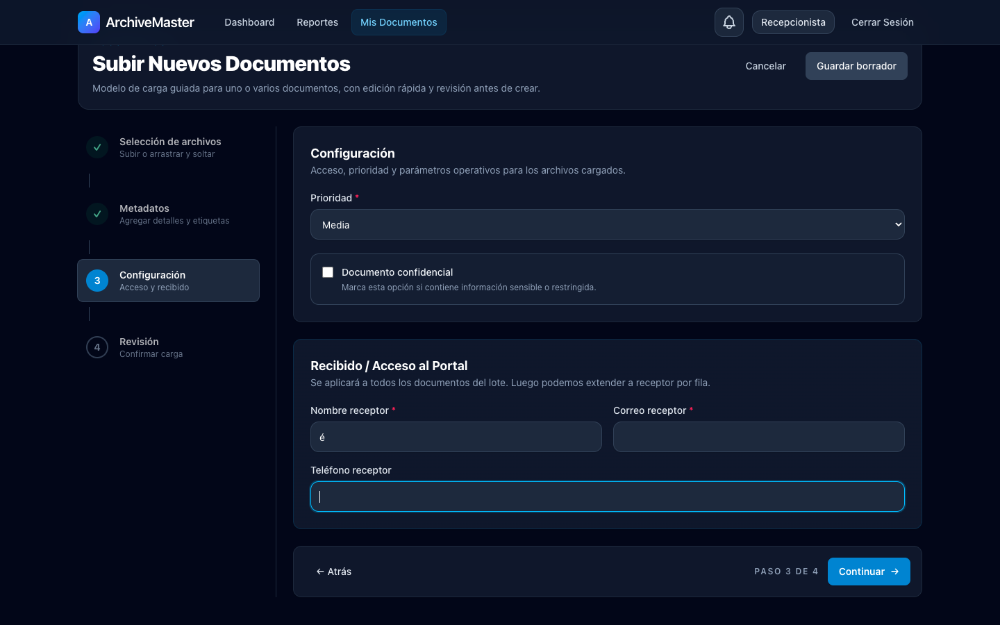 A ArchiveMaster Dashboard Reportes Mis Documentos Recepcionista Cerrar Sesión
Subir Nuevos Documentos
Modelo de carga guiada para uno o varios documentos, con edición rápida y revisión antes de crear.
Cancelar Guardar borrador
Selección de archivos
Subir o arrastrar y soltar
Metadatos
Agregar detalles y etiquetas
3 Configuración
Acceso y recibido
4 Revisión
Confirmar carga
Configuración
Acceso, prioridad y parámetros operativos para los archivos cargados.
Prioridad *
Media
Documento confidencial
Marca esta opción si contiene información sensible o restringida.
Recibido / Acceso al Portal
Se aplicará a todos los documentos del lote. Luego podemos extender a receptor por fila.
Nombre receptor * Correo receptor *
é
Teléfono receptor
← Atrás PASO 3 DE 4 Continuar →